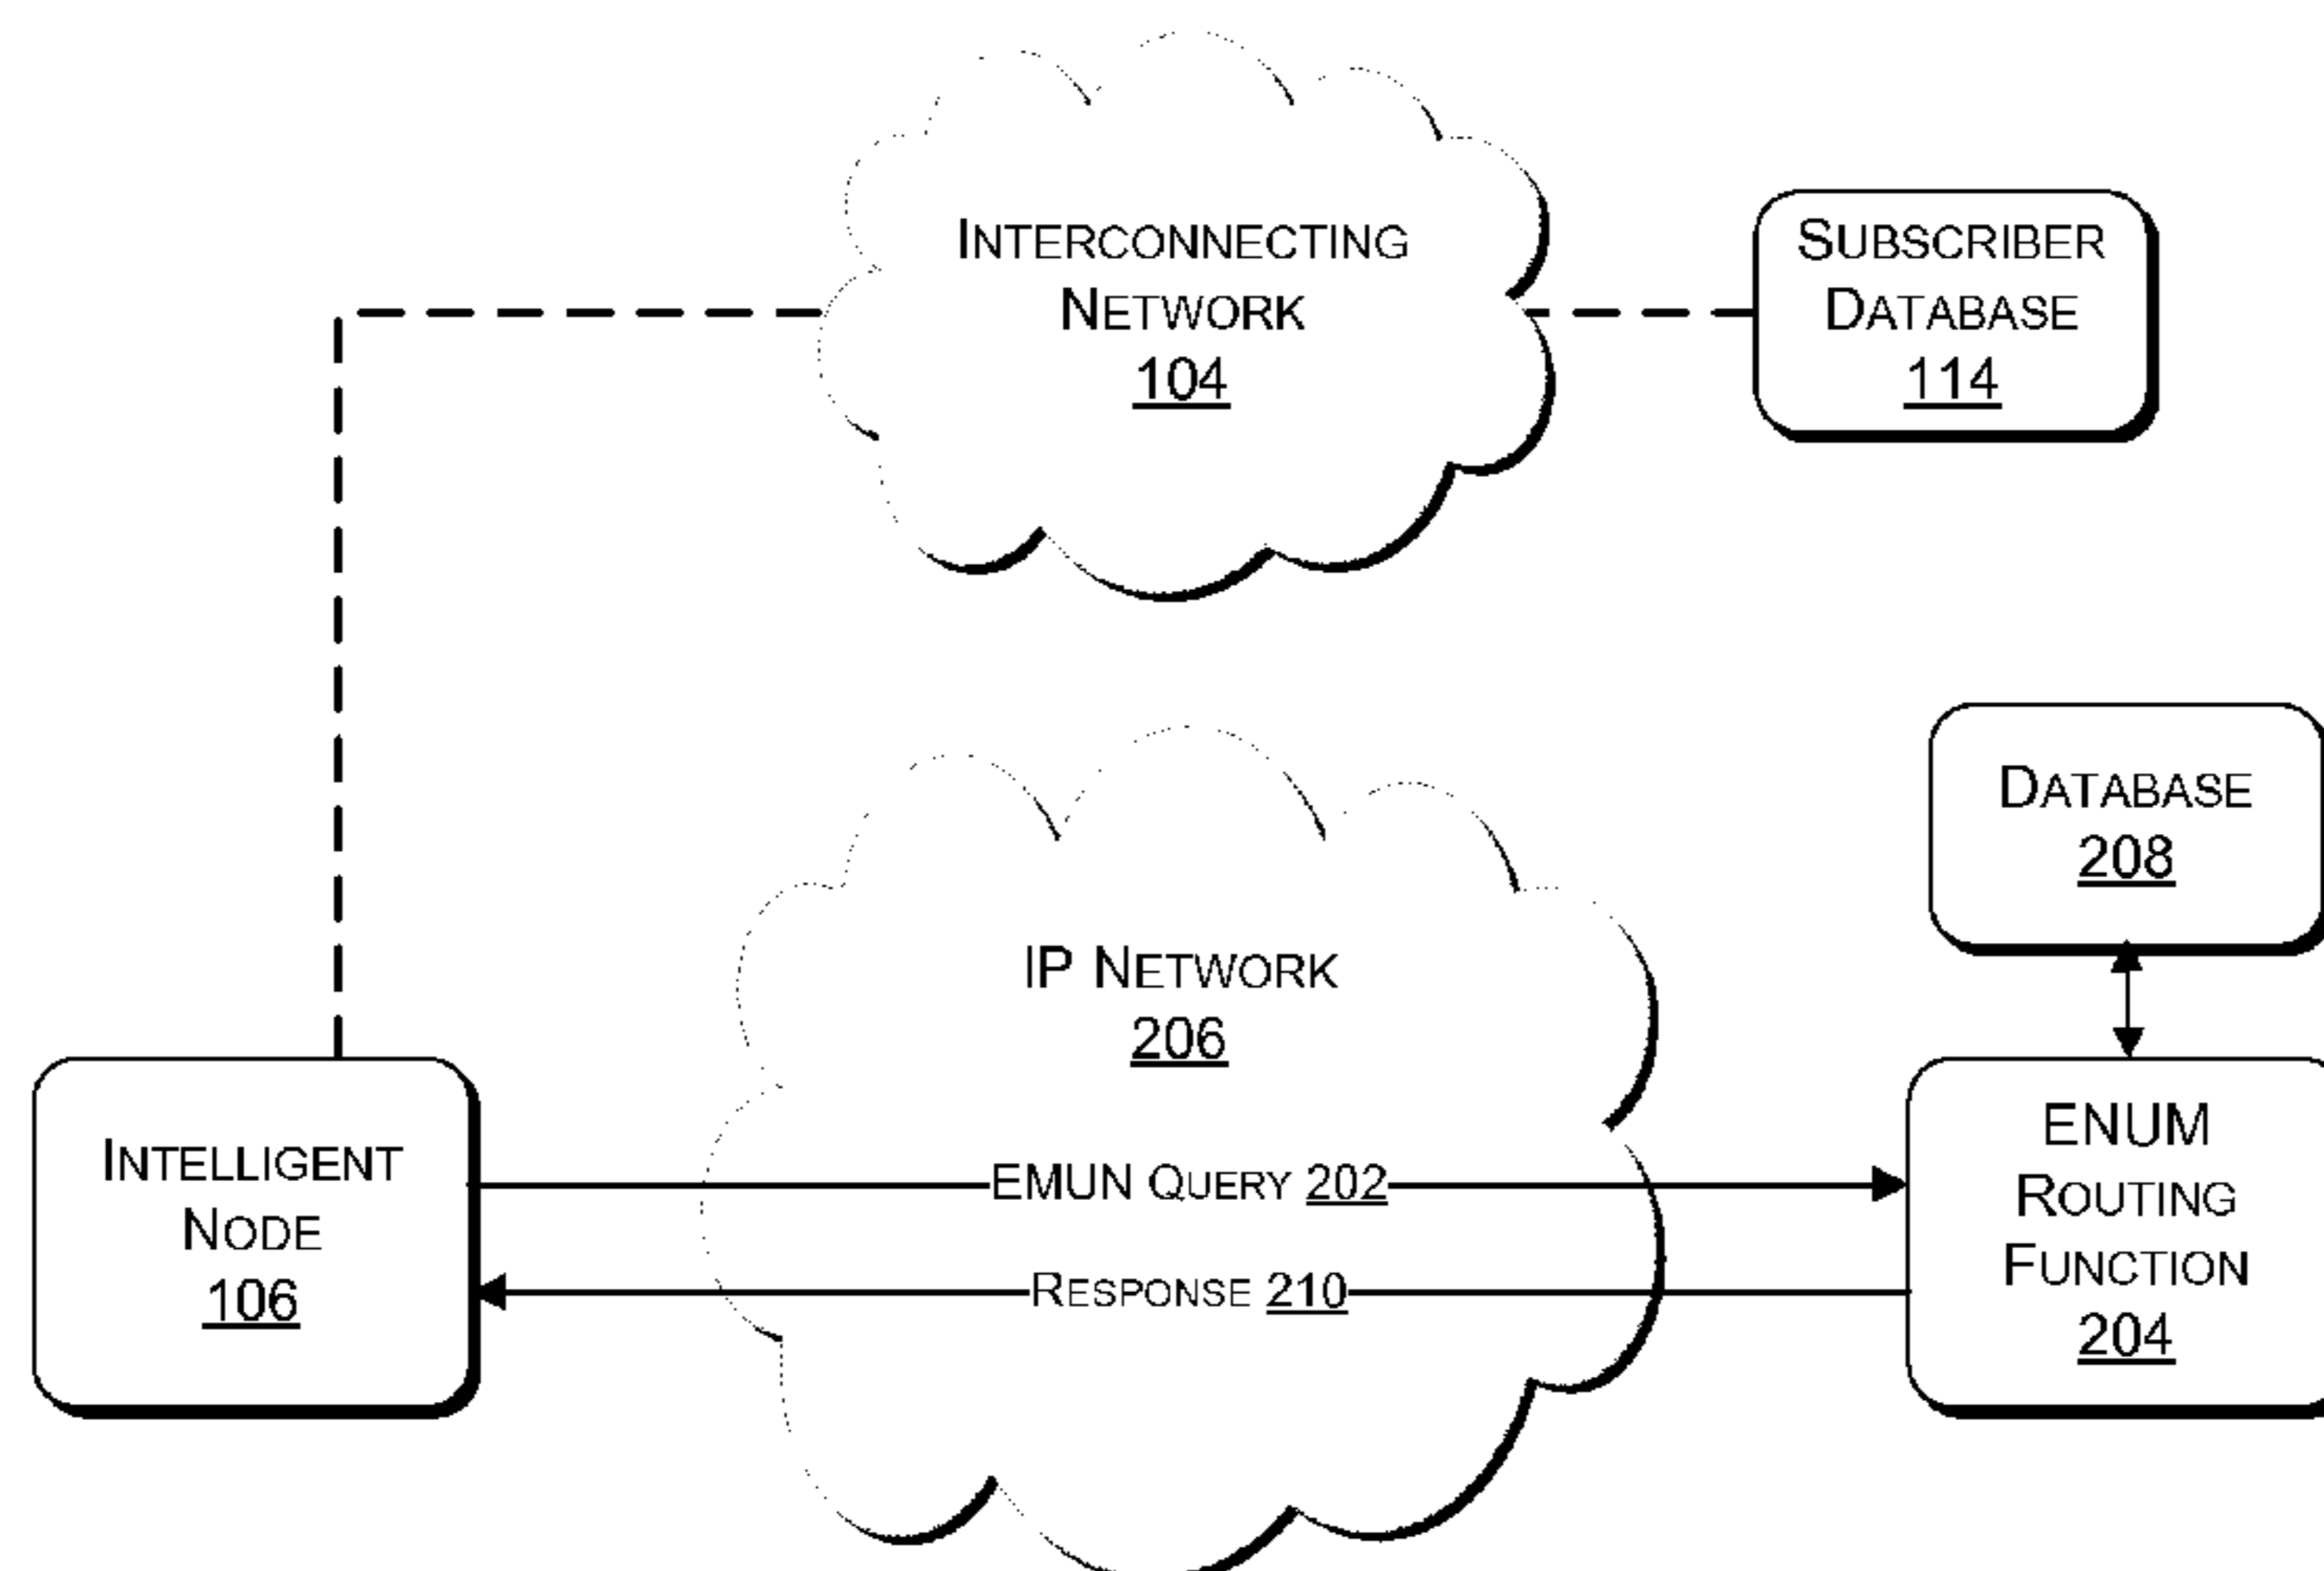 INTERCONNECTING
NETWORK
104
SUBSCRIBER
DATABASE
114
DATABASE
208
IP NETWORK
206
INTELLIGENT
NODE
106
EMUN QUERY 202
RESPONSE 210
ENUM
ROUTING
FUNCTION
204